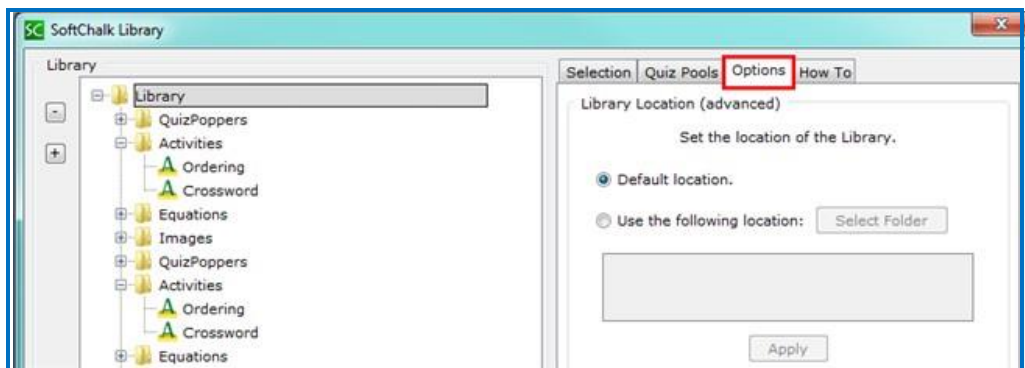 SC SoftChalk Library
X
Library
-
+
Library
QuizPoppers
Activities
A Ordering
A Crossword
Equations
Images
QuizPoppers
Activities
A Ordering
A Crossword
Equations
Selection Quiz Pools Options How To
Library Location (advanced)
Set the location of the Library.
Default location.
Use the following location: Select Folder
Apply